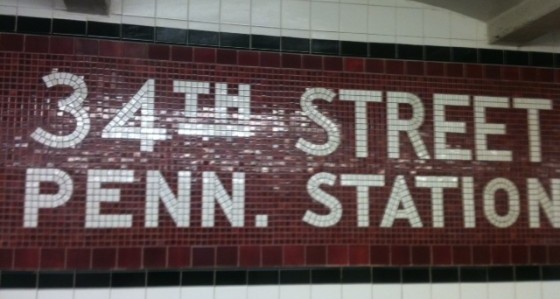 34TH STREET
PENN. STATION